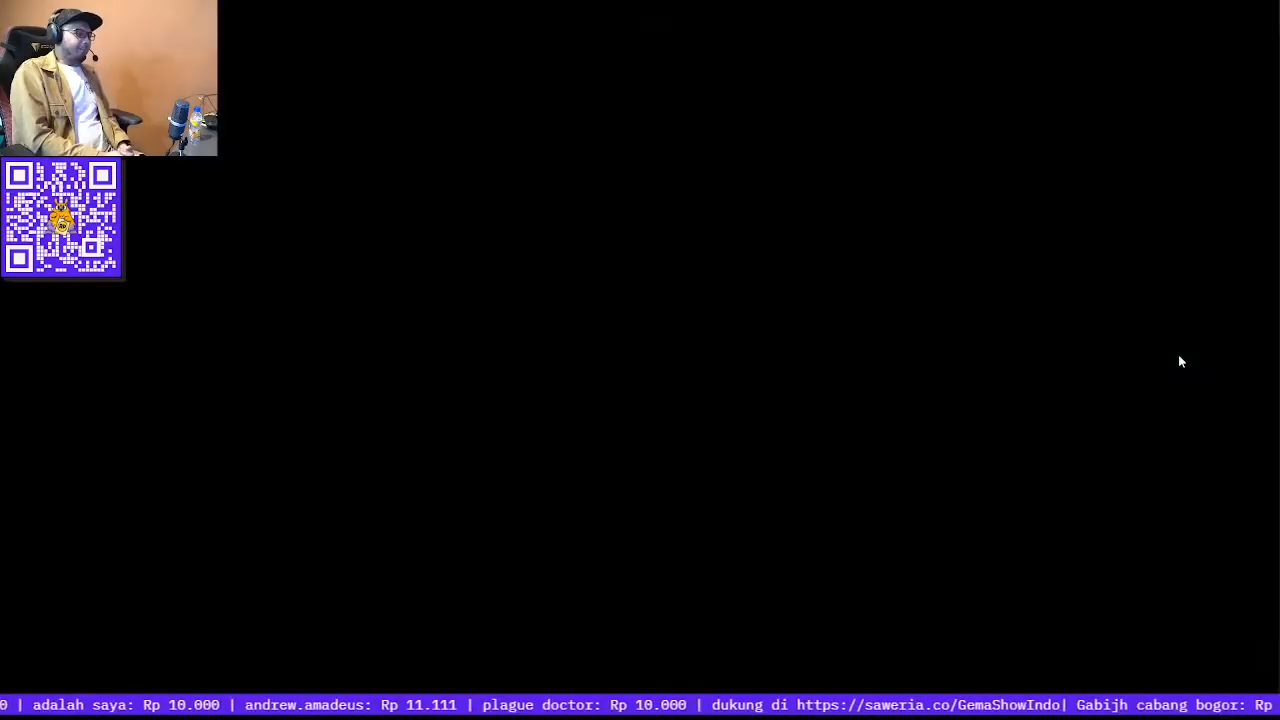 0 | adalah saya: Rp 10.000 | andrew.amadeus: Rp 11.111 | plague doctor: Rp 10.000 | dukung di https://saweria.co/GemaShowIndo| Gabijh cabang bogor: Rp